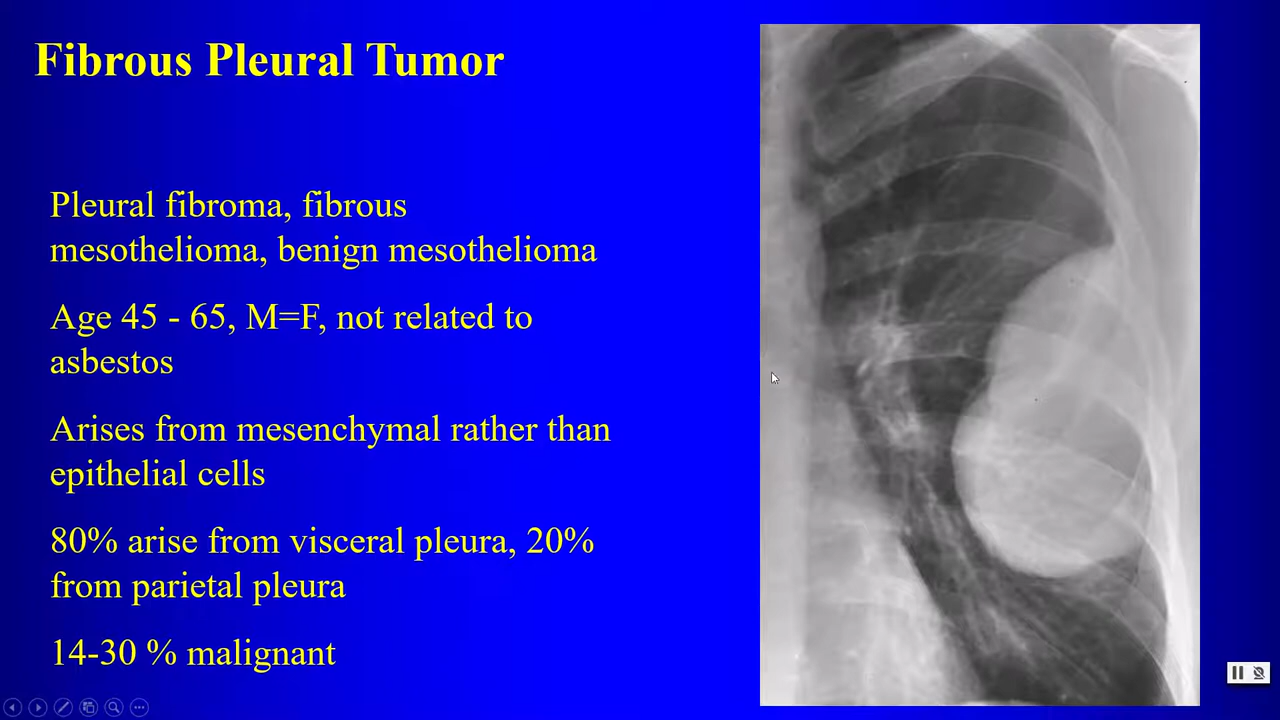 Fibrous Pleural Tumor
Pleural fibroma, fibrous
mesothelioma, benign mesothelioma
Age 45 - 65, M=F, not related to
asbestos
Arises from mesenchymal rather than
epithelial cells
80% arise from visceral pleura, 20%
from parietal pleura
14-30 % malignant